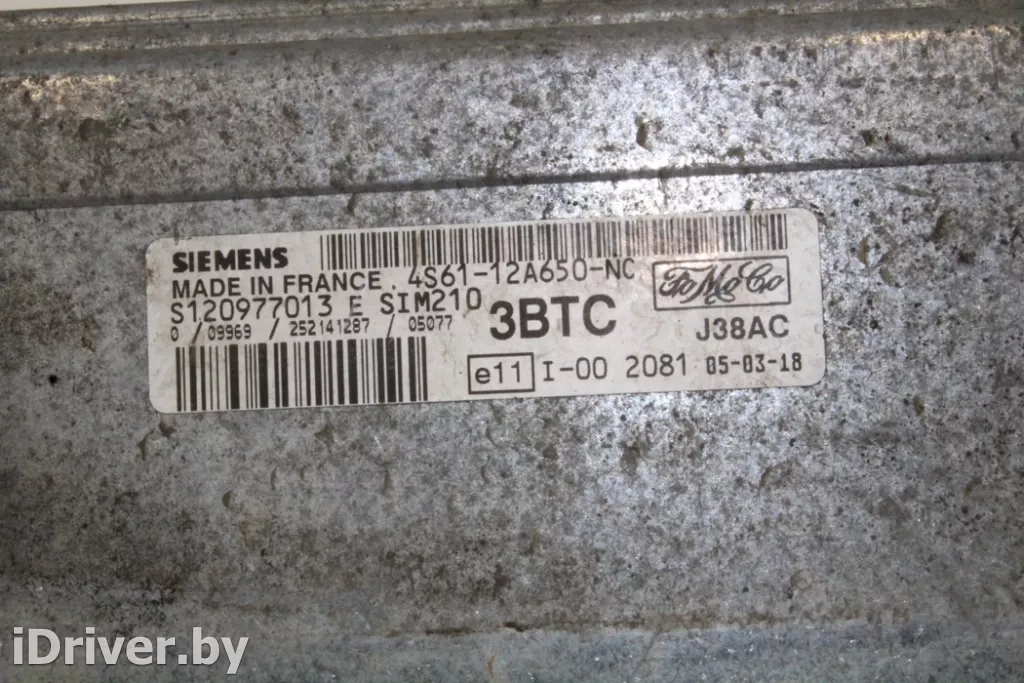 SIEMENS
MADE IN FRANCE . 4S61-12A650-NC
FoMoCo
S120977013 E SIM210
3BTC
J38AC
0 / 09969 / 252141287 / 05077
e11 I-00 2081 05-03-18
iDriver.by